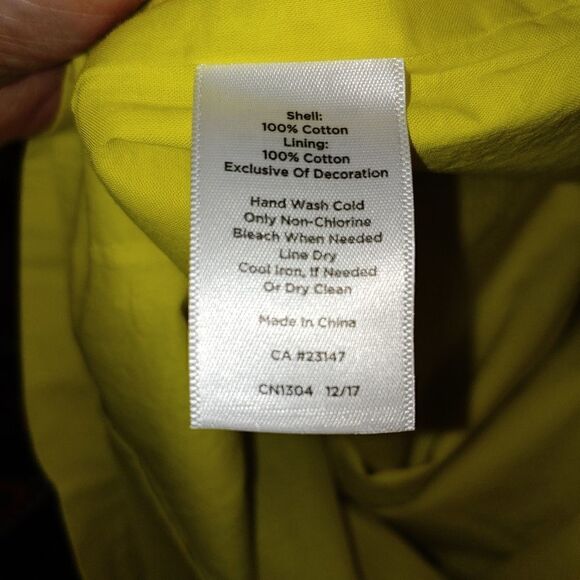 Shell:
100% Cotton
Lining:
100% Cotton
Exclusive Of Decoration
Hand Wash Cold
Only Non-Chlorine
Bleach When Needed
Line Dry
Cool Iron, If Needed
Or Dry Clean
Made In China
CA #23147
CN1304 12/17